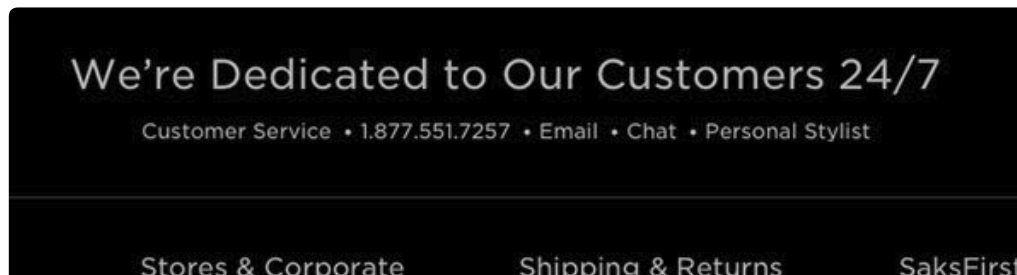 We're Dedicated to Our Customers 24/7
Customer Service • 1.877.551.7257 • Email • Chat • Personal Stylist
Stores & Corporate Shipping & Returns SaksFirst